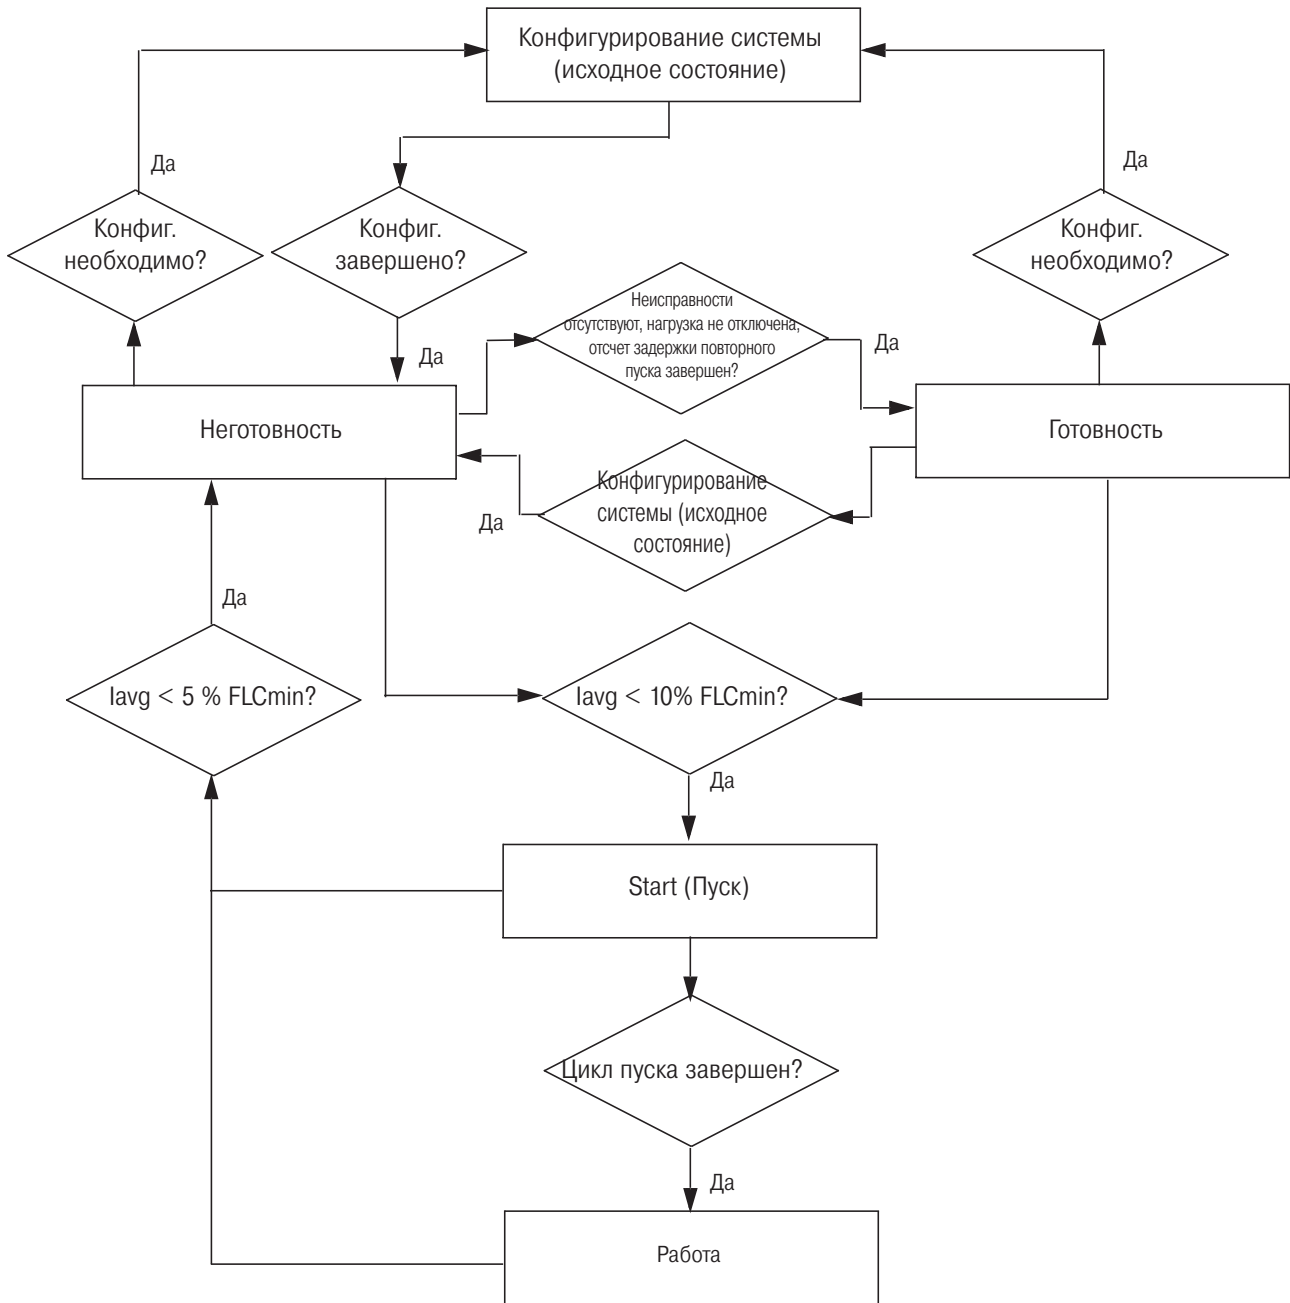 Конфигурирование системы
(исходное состояние)
Да
Да
Конфиг.
необходимо?
Конфиг.
завершено?
Конфиг.
необходимо?
Неисправности
отсутствуют, нагрузка не отключена,
отсчет задержки повторного
пуска завершен?
Да
Да
Неготовность
Готовность
Конфигурирование
системы (исходное
состояние)
Да
Да
Iavg < 5 % FLCmin?
Iavg < 10% FLCmin?
Да
Start (Пуск)
Цикл пуска завершен?
Да
Работа